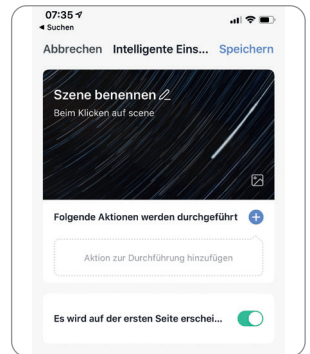 07:35
Suchen
Abbrechen Intelligente Eins... Speichern
Szene benennen
Beim Klicken auf scene
Folgende Aktionen werden durchgeführt
Aktion zur Durchführung hinzufügen
Es wird auf der ersten Seite erschei...